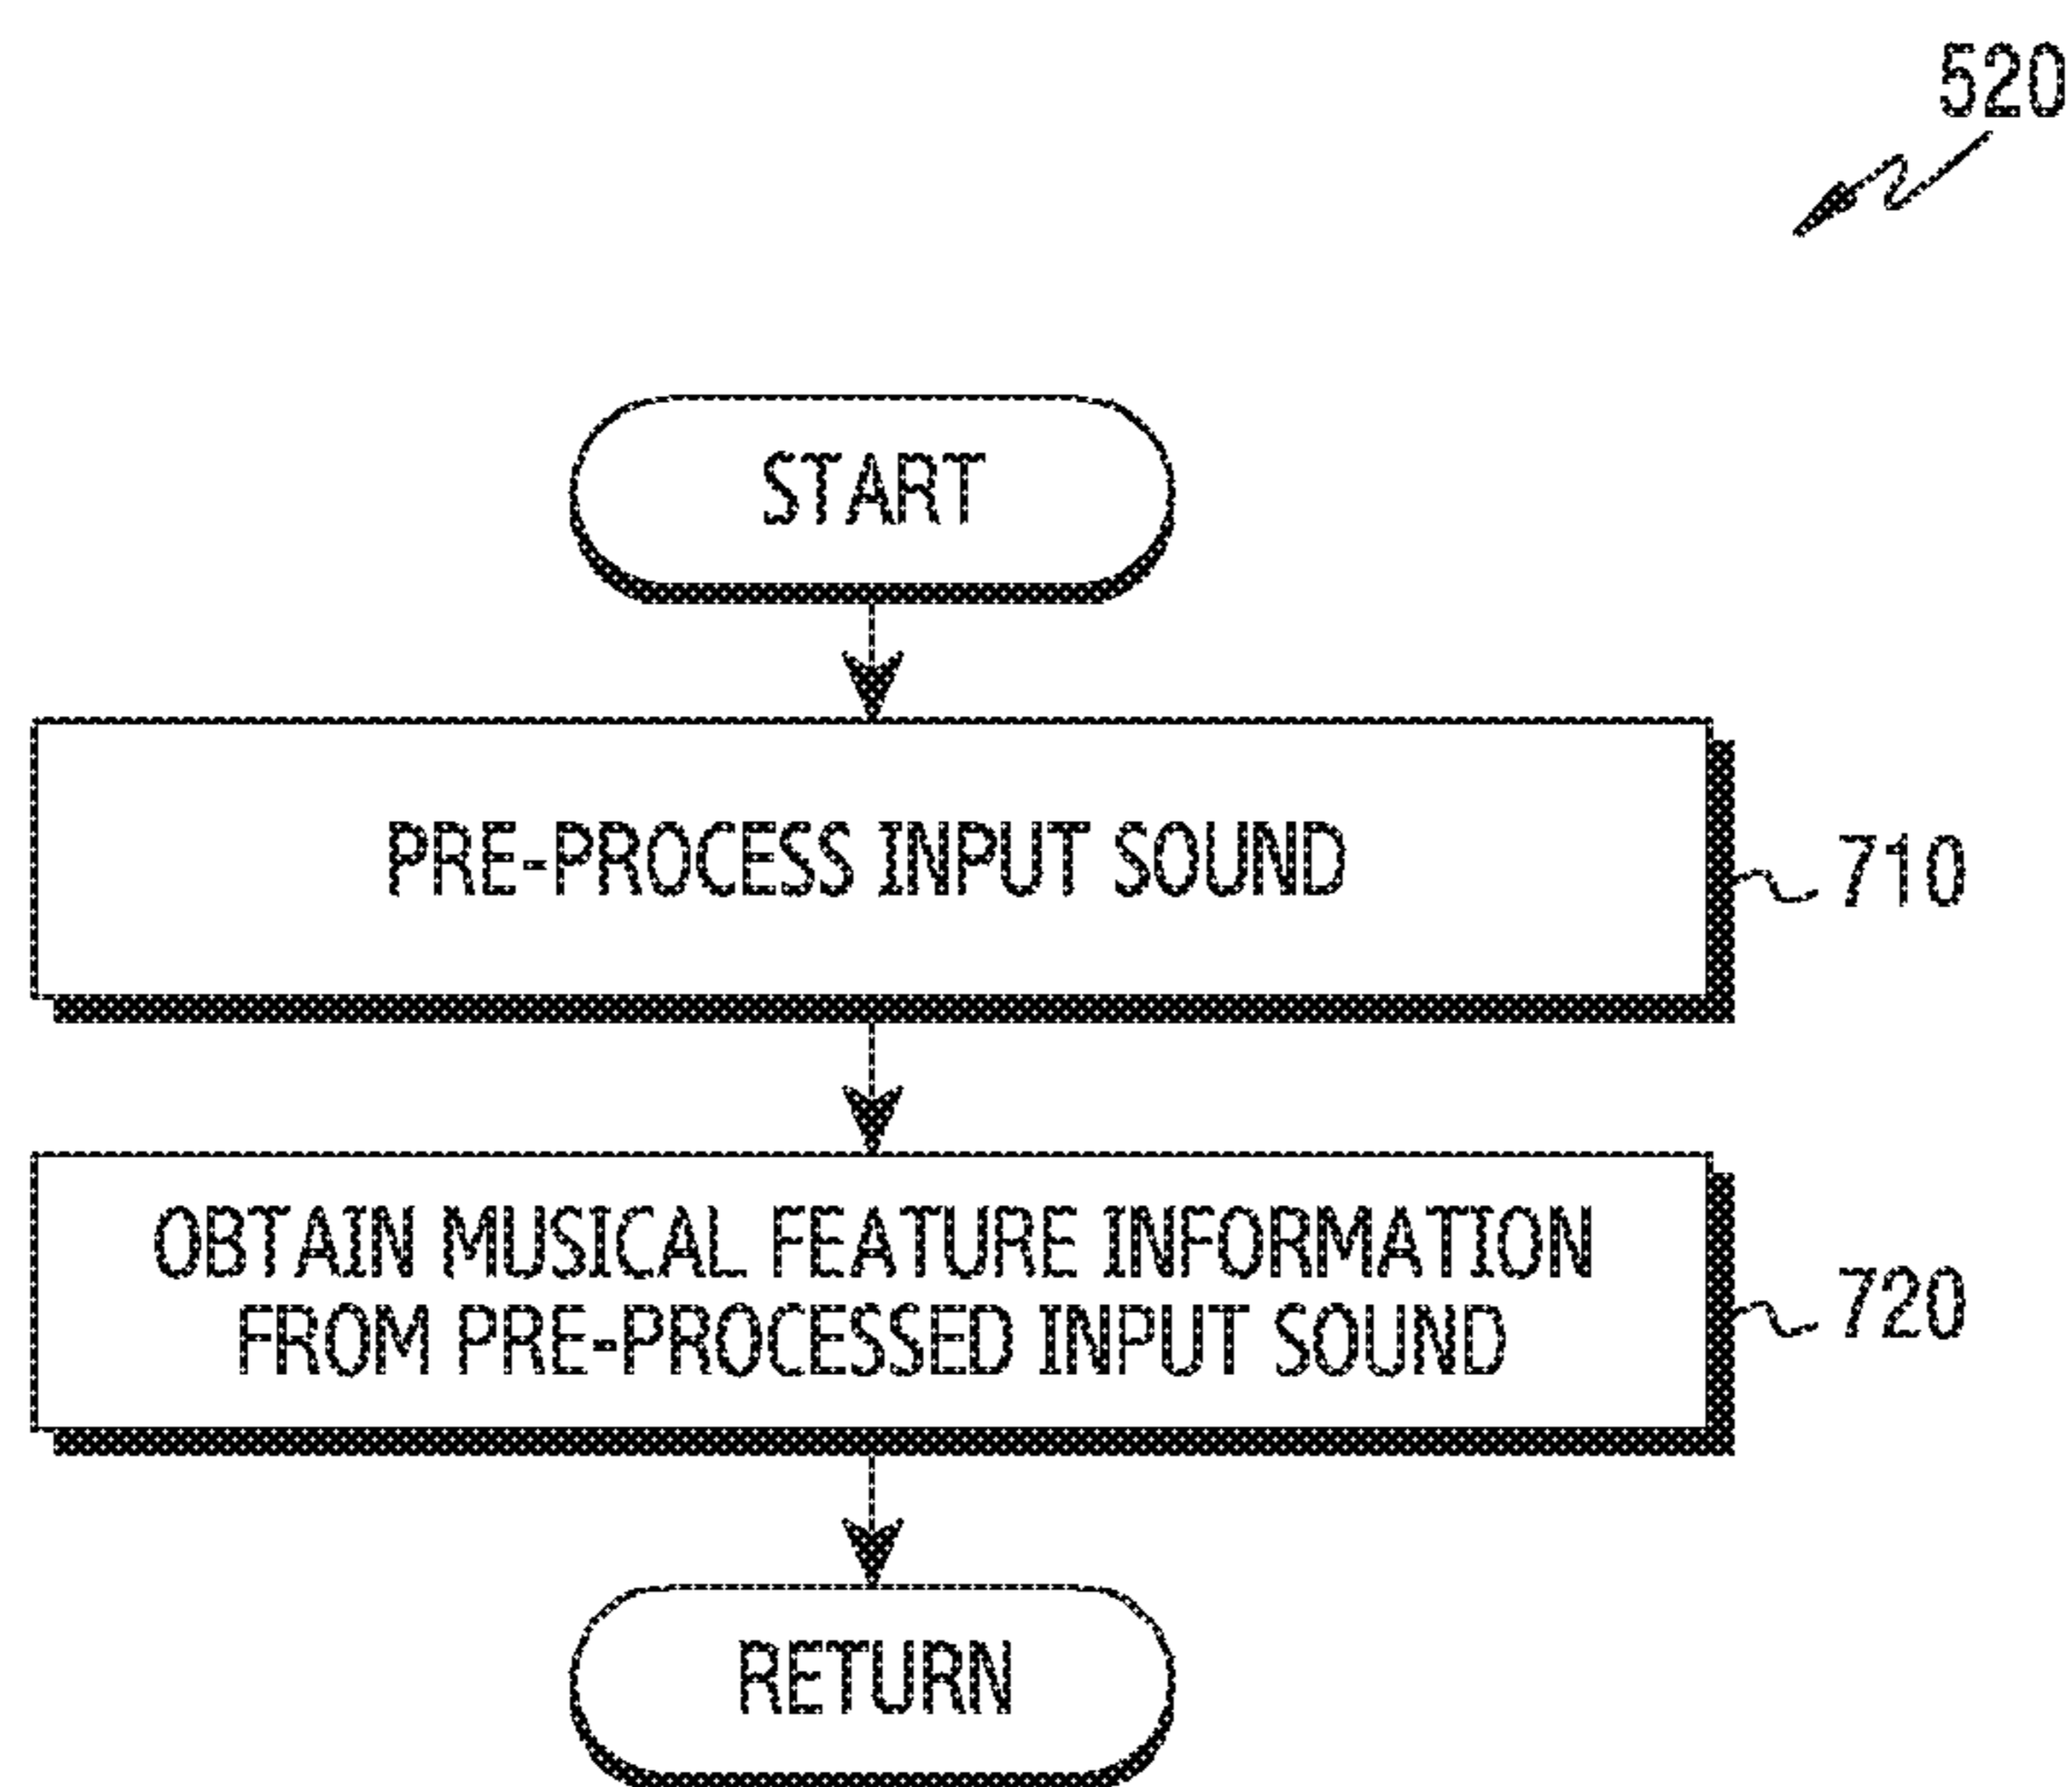 520
START
PRE-PROCESS INPUT SOUND
710
OBTAIN MUSICAL FEATURE INFORMATION
FROM PRE-PROCESSED INPUT SOUND
720
RETURN